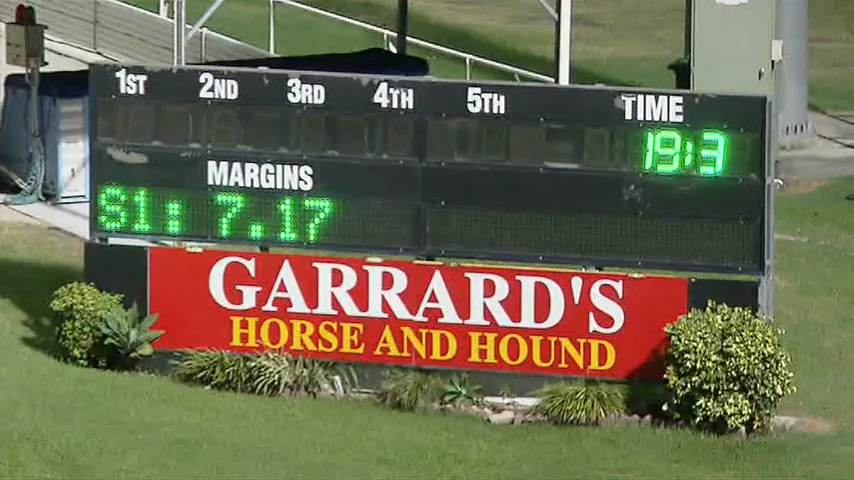 1ST 2ND 3RD 4TH 5TH TIME
19:3
MARGINS
S1: 7.17
GARRARD'S
HORSE AND HOUND